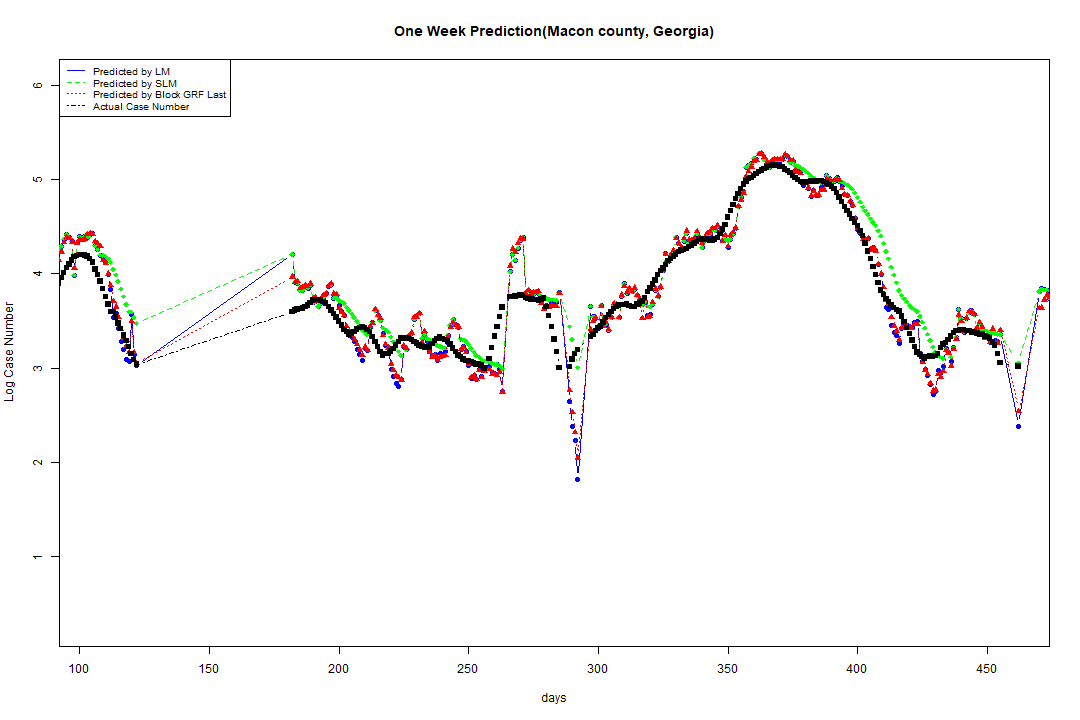 One Week Prediction(Macon county, Georgia)
Predicted by LM
Predicted by SLM
Predicted by Block GRF Last
Actual Case Number
6
5
4
3
2
1
Log Case Number
100 150 200 250 300 350 400 450
days